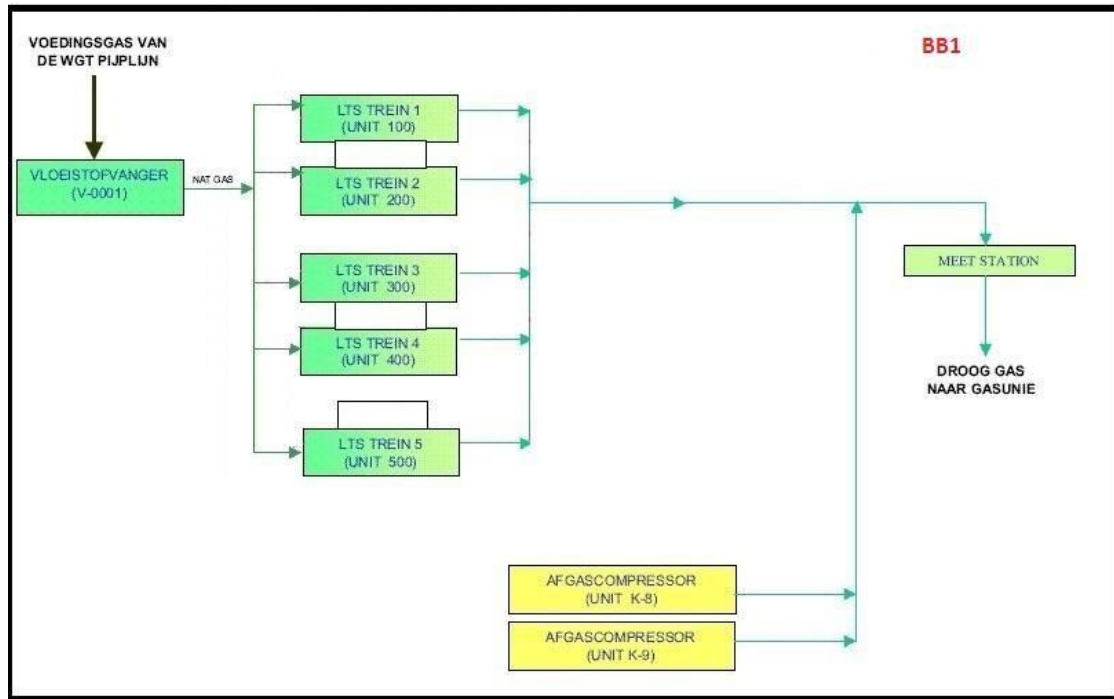 VOEDINGSGAS VAN
DE WGT PIJPLIJN
BB1
VLOEISTOFVANGER
(V-0001)
NAT GAS
LTS TREIN 1
(UNIT 100)
LTS TREIN 2
(UNIT 200)
LTS TREIN 3
(UNIT 300)
LTS TREIN 4
(UNIT 400)
LTS TREIN 5
(UNIT 500)
MEET STATION
DROOG GAS
NAAR GASUNIE
AFGASCOMPRESSOR
(UNIT K-8)
AFGASCOMPRESSOR
(UNIT K-9)